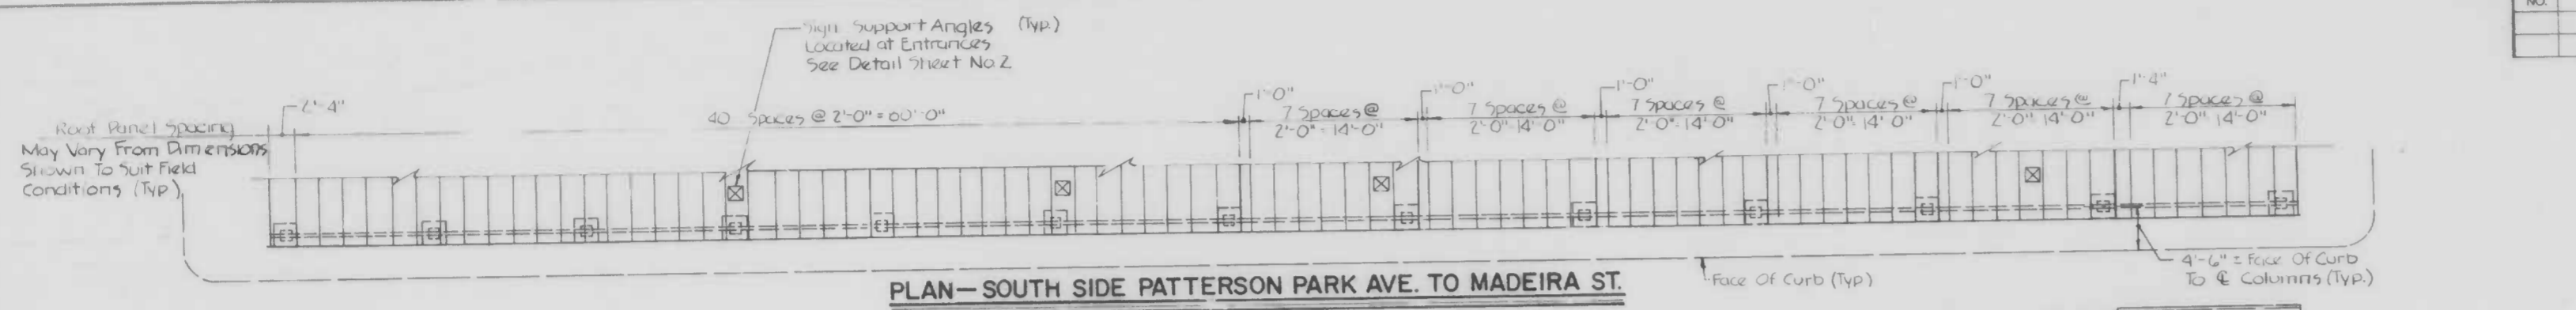 NO.
Sign Support Angles (Typ.)
Located at Entrances
See Detail Sheet No. 2
2'-4"
40 Spaces @ 2'-0" = 80'-0"
1'-0"
7 Spaces @
2'-0" = 14'-0"
1'-0"
7 Spaces @
2'-0" 14'-0"
1'-0"
7 Spaces @
2'-0" 14'-0"
1'-0"
7 Spaces @
2'-0" 14'-0"
1'-0"
7 Spaces @
2'-0" 14'-0"
1'-4"
7 Spaces @
2'-0" 14'-0"
Roof Panel Spacing
May Vary From Dimensions
Shown To Suit Field
Conditions (Typ)
PLAN—SOUTH SIDE PATTERSON PARK AVE. TO MADEIRA ST.
Face Of Curb (Typ)
4'-6" = Face Of Curb
To ℄ Columns (Typ.)